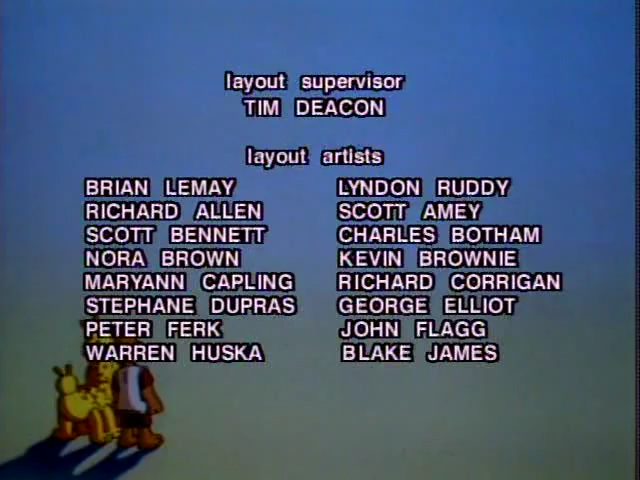 layout supervisor
TIM DEACON
layout artists
BRIAN LEMAY LYNDON RUDDY
RICHARD ALLEN SCOTT AMEY
SCOTT BENNETT CHARLES BOTHAM
NORA BROWN KEVIN BROWNIE
MARYANN CAPLING RICHARD CORRIGAN
STEPHANE DUPRAS GEORGE ELLIOT
PETER FERK JOHN FLAGG
WARREN HUSKA BLAKE JAMES